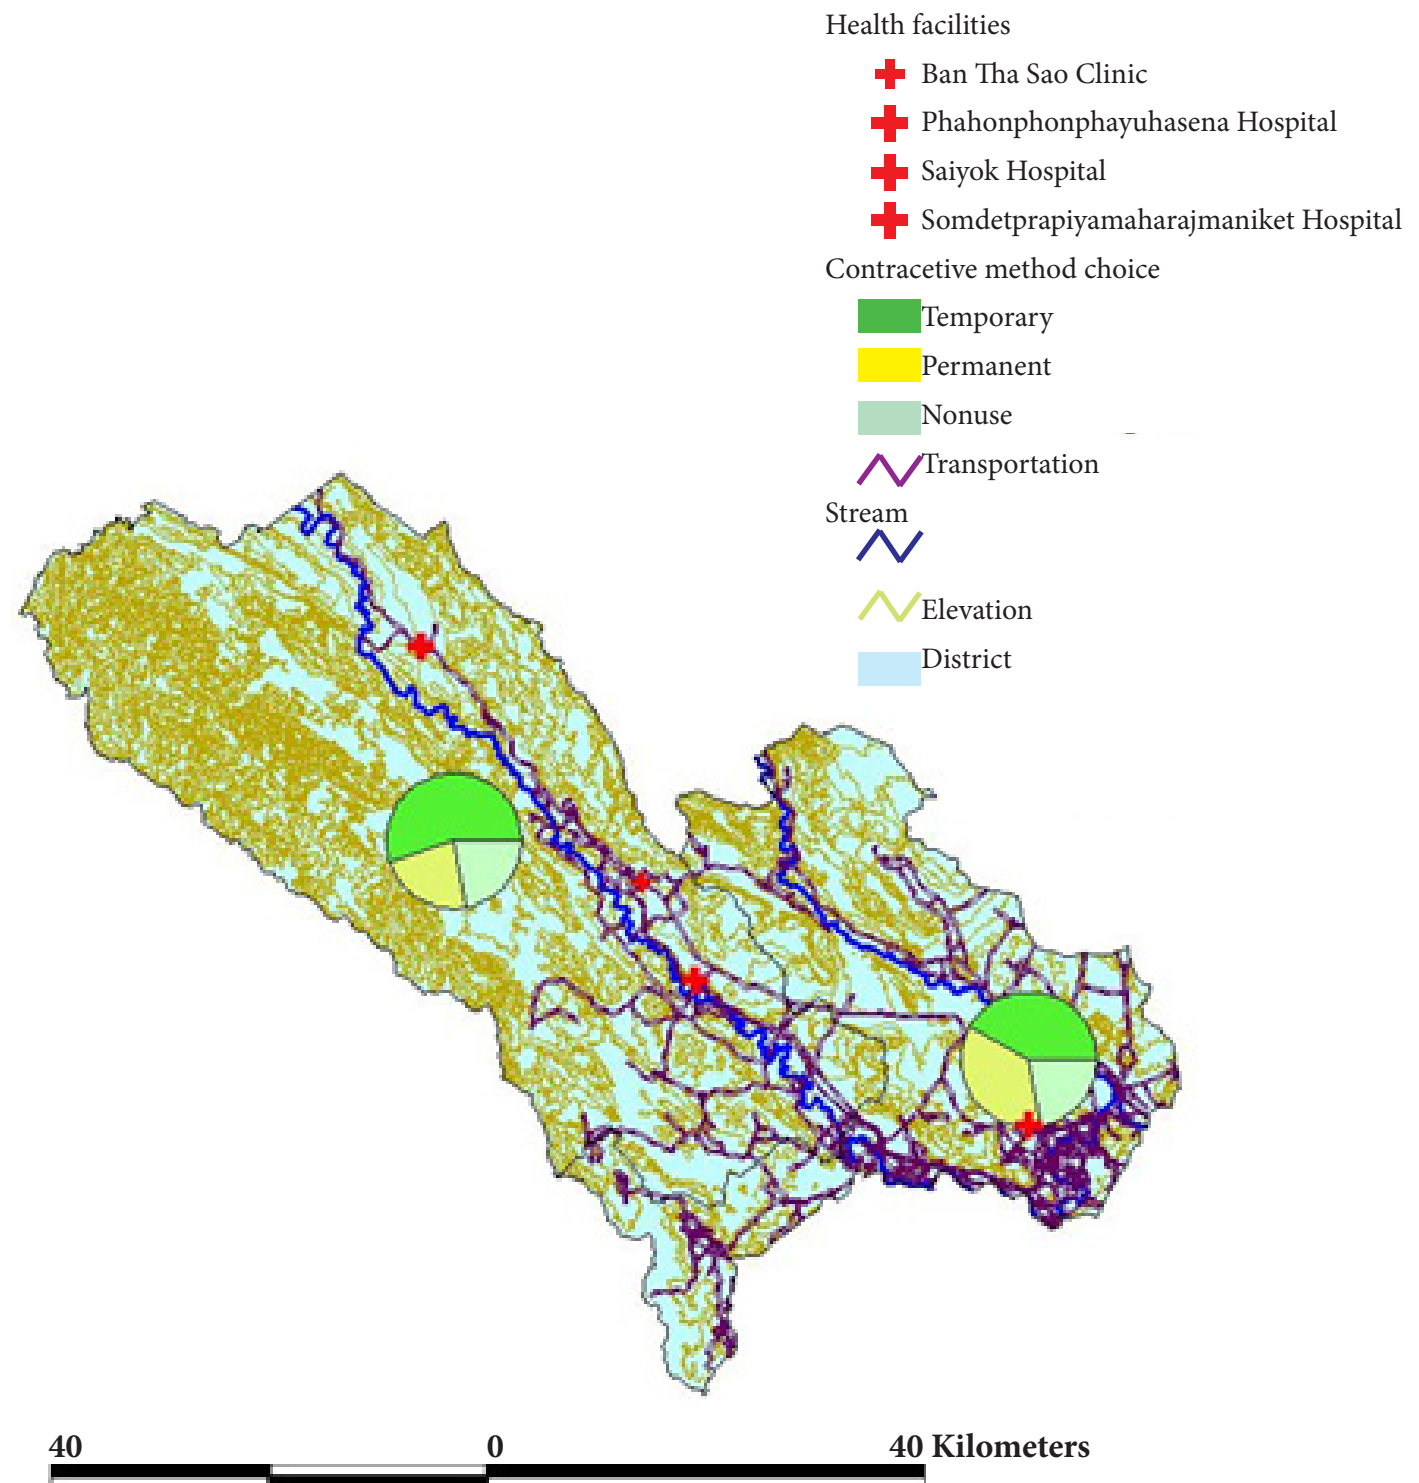 Health facilities
Ban Tha Sao Clinic
Phahonphonphayuhasena Hospital
Saiyok Hospital
Somdetprapiyamaharajmaniket Hospital
Contracetive method choice
Temporary
Permanent
Nonuse
Transportation
Stream
Elevation
District
40 0 40 Kilometers